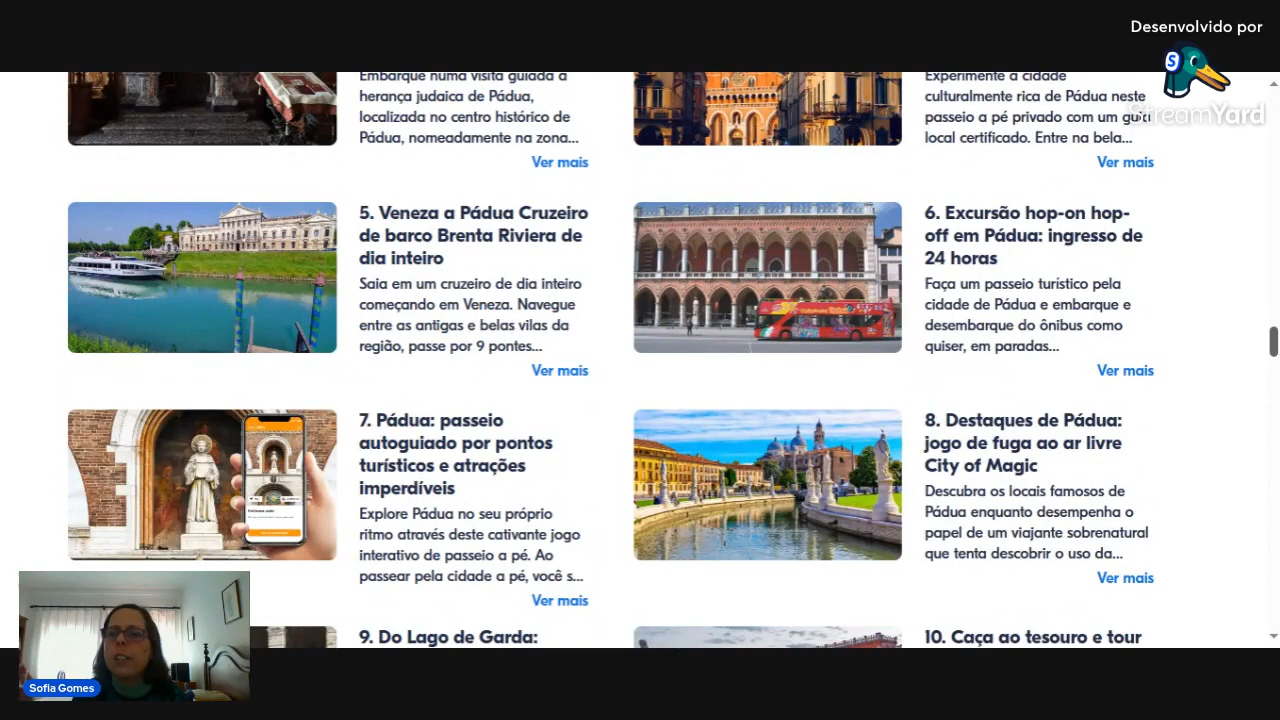 Desenvolvido por
StreamYard
Embarque numa visita guiada à
herança judaica de Pádua,
localizada no centro histórico de
Pádua, nomeadamente na zona...
Ver mais
Experimente a cidade
culturalmente rica de Pádua neste
passeio a pé privado com um guia
local certificado. Entre na bela...
Ver mais
5. Veneza a Pádua Cruzeiro
de barco Brenta Riviera de
dia inteiro
Saia em um cruzeiro de dia inteiro
começando em Veneza. Navegue
entre as antigas e belas vilas da
região, passe por 9 pontes...
Ver mais
6. Excursão hop-on hop-
off em Pádua: ingresso de
24 horas
Faça um passeio turístico pela
cidade de Pádua e embarque e
desembarque do ônibus como
quiser, em paradas...
Ver mais
7. Pádua: passeio
autoguiado por pontos
turísticos e atrações
imperdíveis
Explore Pádua no seu próprio
ritmo através deste cativante jogo
interativo de passeio a pé. Ao
passear pela cidade a pé, você s...
Ver mais
8. Destaques de Pádua:
jogo de fuga ao ar livre
City of Magic
Descubra os locais famosos de
Pádua enquanto desempenha o
papel de um viajante sobrenatural
que tenta descobrir o uso da...
Ver mais
9. Do Lago de Garda:
10. Caça ao tesouro e tour
Sofia Gomes